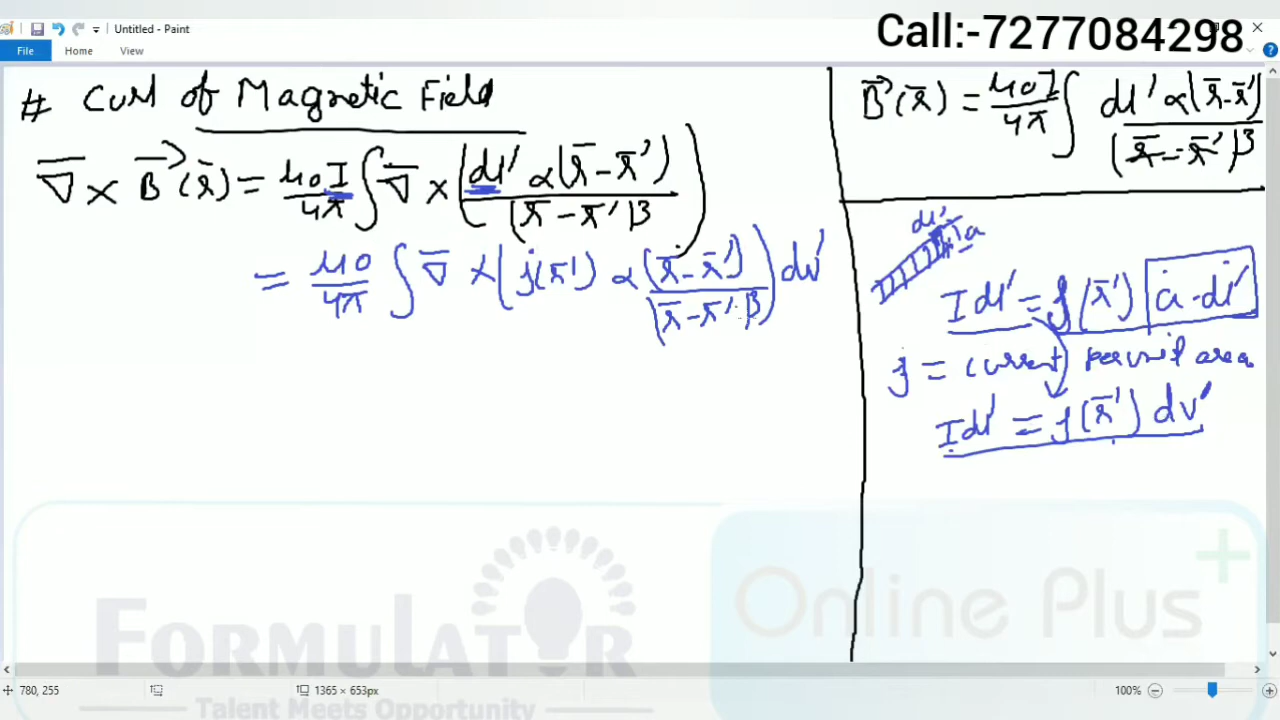 Untitled - Paint
Call:-7277084298
File Home View
# Curl of Magnetic Field
∇̄ × B⃗(r̄) = μ0I/4π ∫ ∇̄ × (dl' × (r̄ - r̄')/|r̄ - r̄'|3)
= μ0/4π ∫ ∇̄ × (j(r̄') × (r̄ - r̄')/|r̄ - r̄'|3) dv'
B⃗(r̄) = μ0I/4π ∫ dl' × (r̄ - r̄')/|r̄ - r̄'|3
dl'
a
I dl' = j(r̄') a·dl'
j = current per unit area
Idl' = j(r̄') dv'
FORMULATOR
Talent Meets Opportunity
Online Plus +
780, 255
1365 × 653px
100%